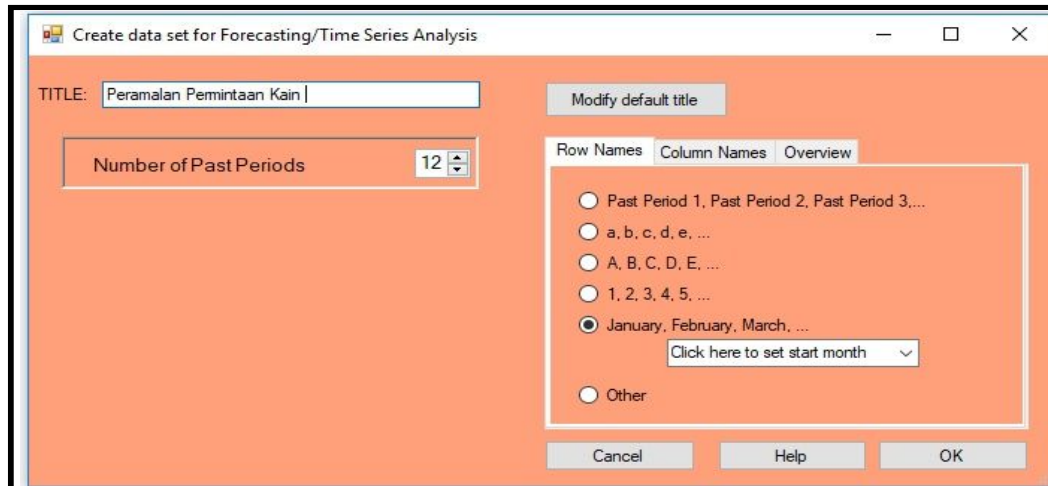 Create data set for Forecasting/Time Series Analysis
TITLE: Peramalan Permintaan Kain
Modify default title
Number of Past Periods 12
Row Names Column Names Overview
Past Period 1, Past Period 2, Past Period 3,...
a, b, c, d, e, ...
A, B, C, D, E, ...
1, 2, 3, 4, 5, ...
January, February, March, ...
Click here to set start month
Other
Cancel Help OK